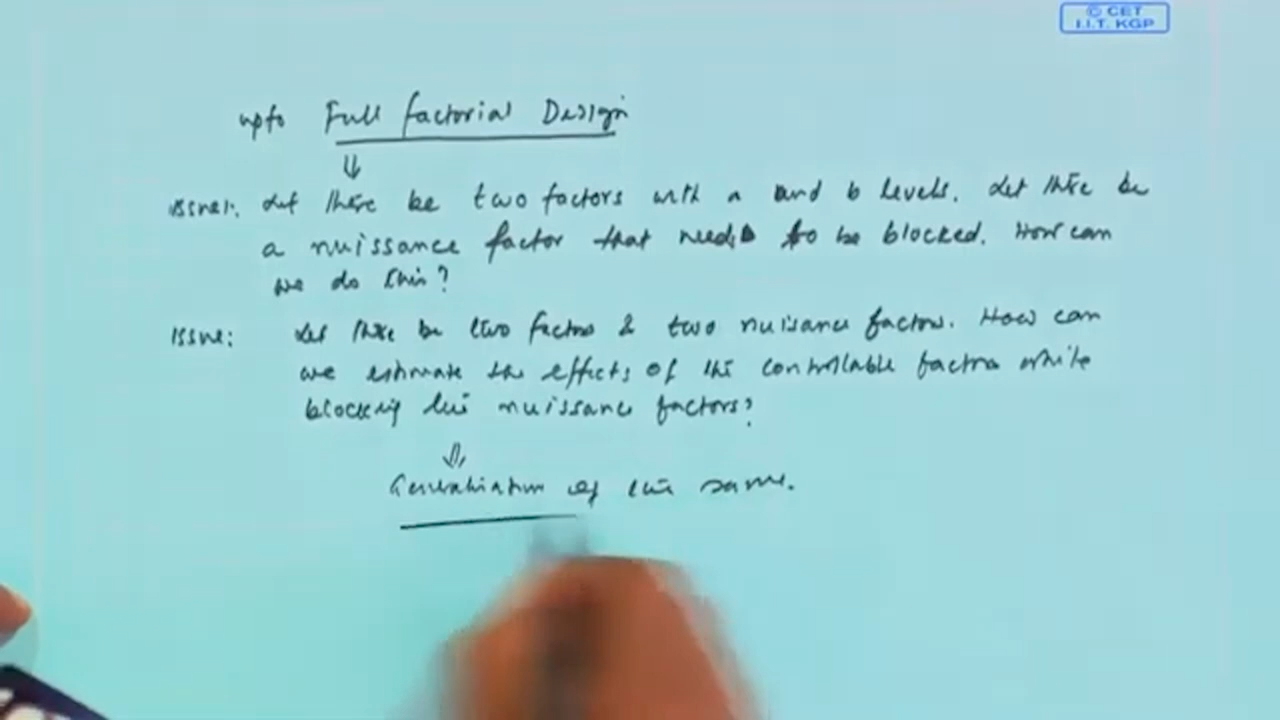 © CET
I.I.T. KGP
upto Full factorial Design
⇓
Issue1: Let there be two factors with a and b levels. Let there be
a nuissance factor that needs to be blocked. How can
we do this?
Issue: Let there be two factors & two nuisance factors. How can
we estimate the effects of the controllable factors while
blocking the nuissance factors?
⇓
Generalization of the same.